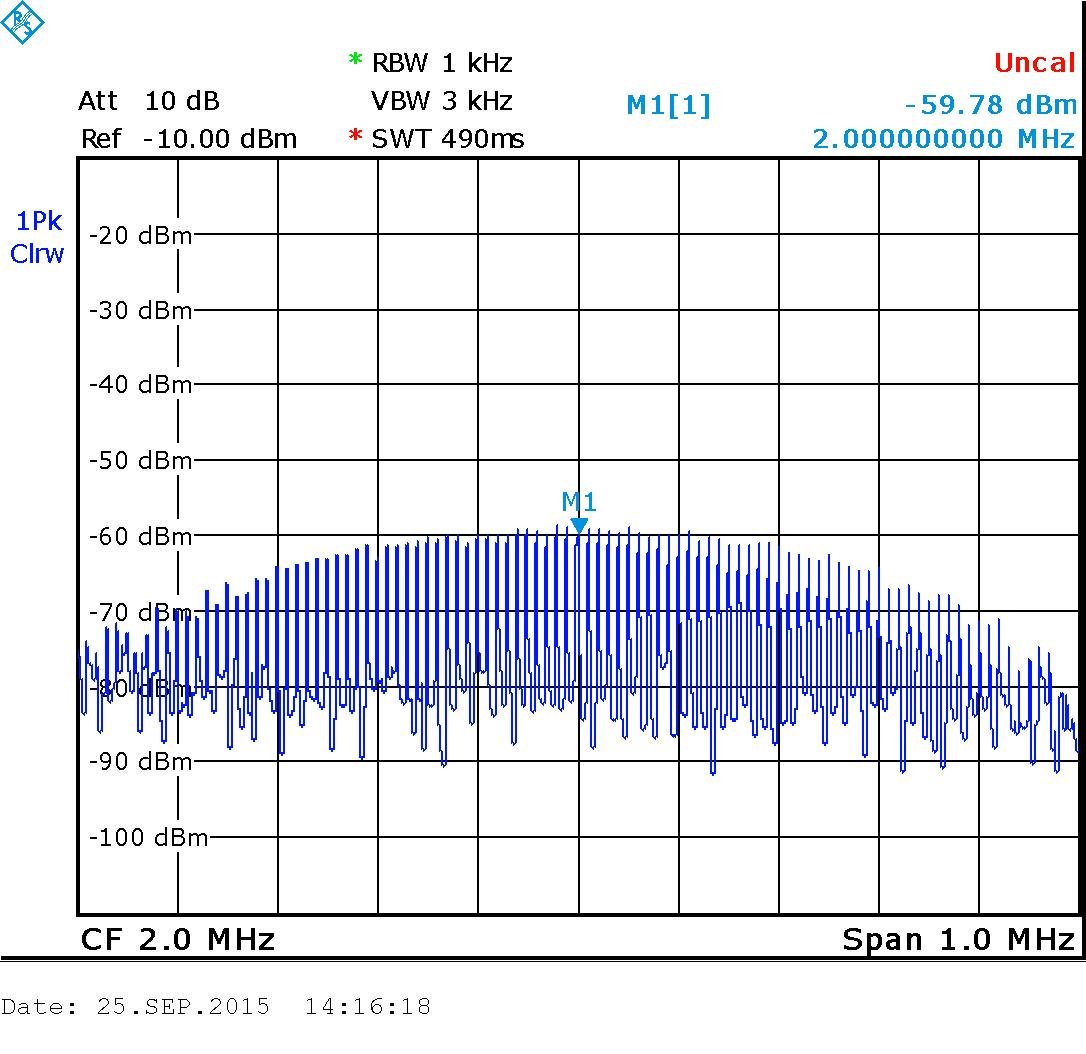 R&S
* RBW 1 kHz Uncal
Att 10 dB VBW 3 kHz M1[1] -59.78 dBm
Ref -10.00 dBm * SWT 490ms 2.000000000 MHz
1Pk
Clrw
-20 dBm
-30 dBm
-40 dBm
-50 dBm
M1
-60 dBm
-70 dBm
-80 dBm
-90 dBm
-100 dBm
CF 2.0 MHz Span 1.0 MHz
Date: 25.SEP.2015 14:16:18